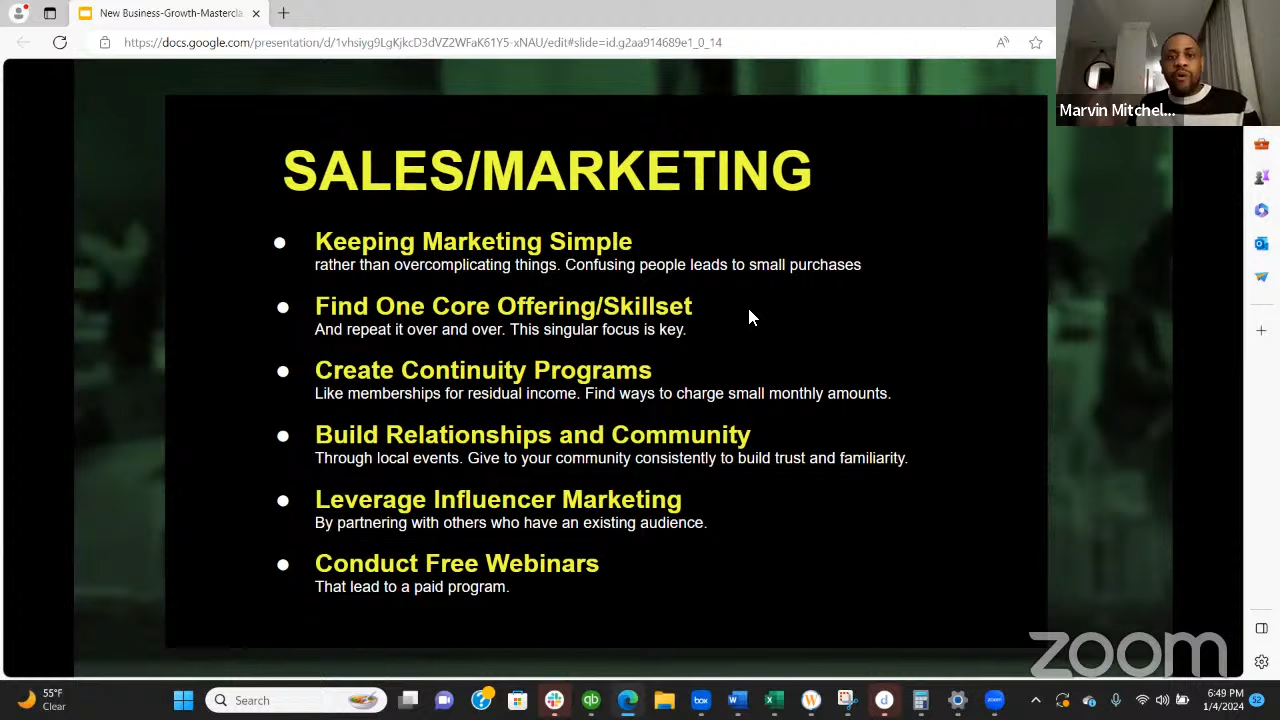 New Business-Growth-Mastercla
https://docs.google.com/presentation/d/1vhsiyg9LgKjkcD3dVZ2WFaK61Y5-xNAU/edit#slide=id.g2aa914689e1_0_14
Marvin Mitchel...
SALES/MARKETING
Keeping Marketing Simple
rather than overcomplicating things. Confusing people leads to small purchases
Find One Core Offering/Skillset
And repeat it over and over. This singular focus is key.
Create Continuity Programs
Like memberships for residual income. Find ways to charge small monthly amounts.
Build Relationships and Community
Through local events. Give to your community consistently to build trust and familiarity.
Leverage Influencer Marketing
By partnering with others who have an existing audience.
Conduct Free Webinars
That lead to a paid program.
zoom
55°F
Clear
Search
qb
box
W
X
W
d
zoom
6:49 PM
1/4/2024
52